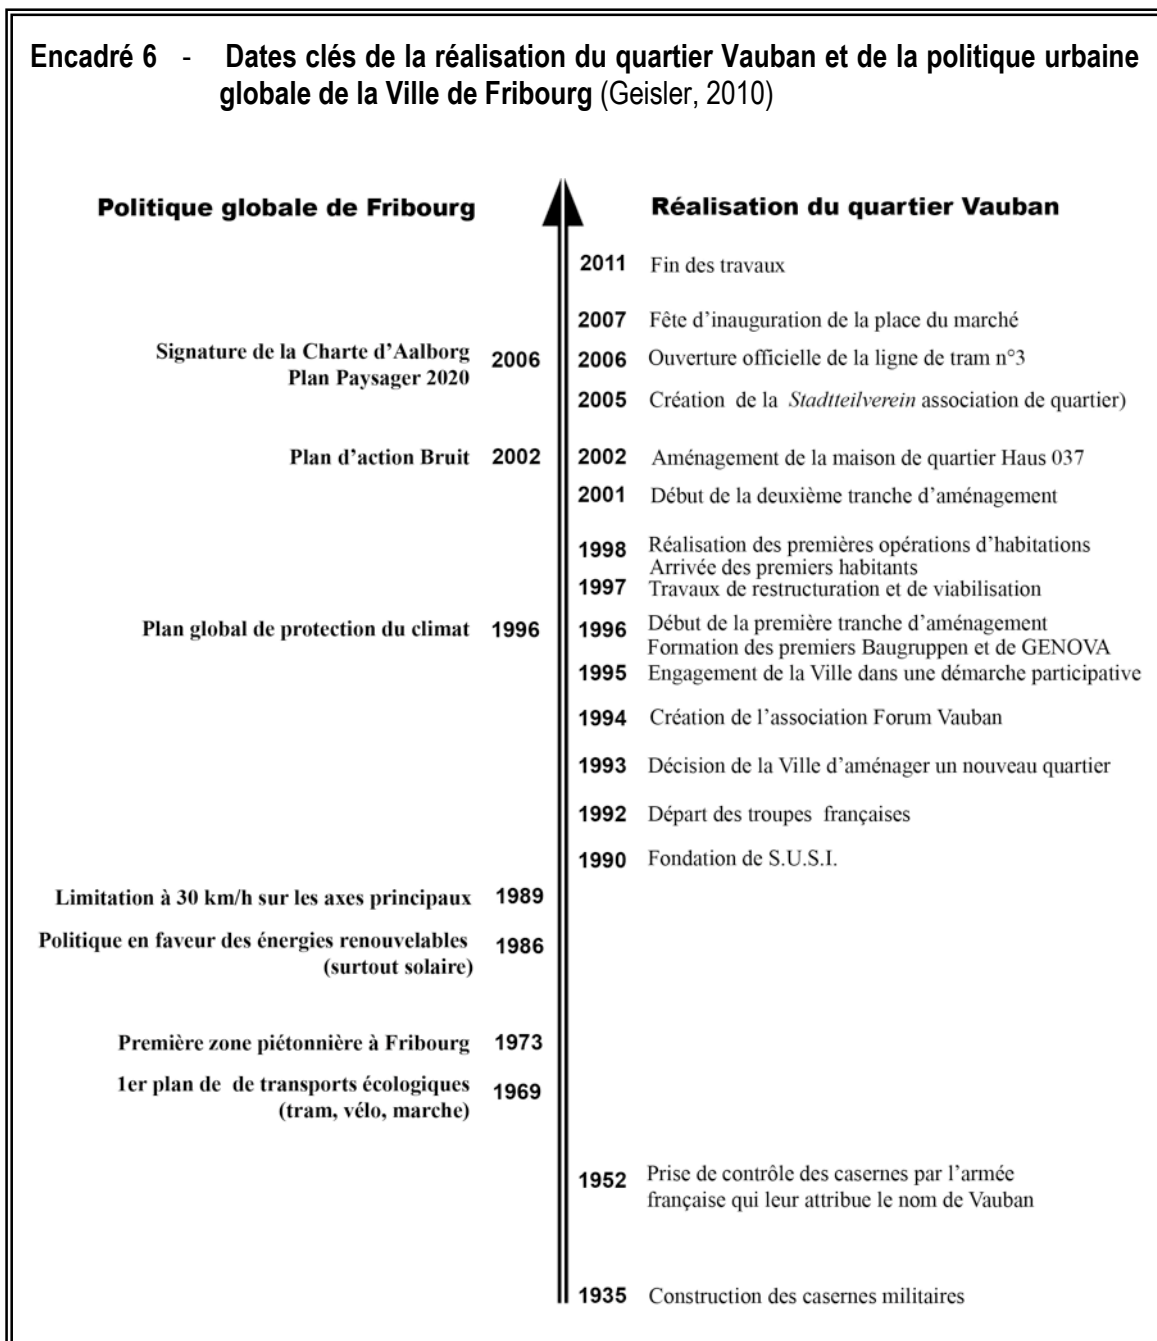 Encadré 6 - Dates clés de la réalisation du quartier Vauban et de la politique urbaine
globale de la Ville de Fribourg (Geisler, 2010)
Politique globale de Fribourg
Réalisation du quartier Vauban
2011 Fin des travaux
2007 Fête d'inauguration de la place du marché
Signature de la Charte d'Aalborg
Plan Paysager 2020
2006
2006 Ouverture officielle de la ligne de tram n°3
2005 Création de la Stadtteilverein association de quartier)
Plan d'action Bruit 2002
2002 Aménagement de la maison de quartier Haus 037
2001 Début de la deuxième tranche d'aménagement
1998 Réalisation des premières opérations d'habitations
Arrivée des premiers habitants
1997 Travaux de restructuration et de viabilisation
Plan global de protection du climat 1996
1996 Début de la première tranche d'aménagement
Formation des premiers Baugruppen et de GENOVA
1995 Engagement de la Ville dans une démarche participative
1994 Création de l'association Forum Vauban
1993 Décision de la Ville d'aménager un nouveau quartier
1992 Départ des troupes françaises
1990 Fondation de S.U.S.I.
Limitation à 30 km/h sur les axes principaux 1989
Politique en faveur des énergies renouvelables
(surtout solaire)
1986
Première zone piétonnière à Fribourg 1973
1er plan de de transports écologiques
(tram, vélo, marche)
1969
1952 Prise de contrôle des casernes par l'armée
française qui leur attribue le nom de Vauban
1935 Construction des casernes militaires